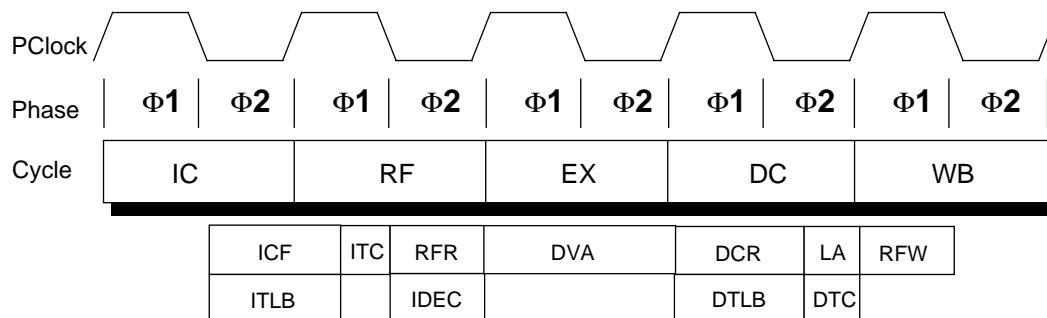 PClock
Phase Φ1 Φ2 Φ1 Φ2 Φ1 Φ2 Φ1 Φ2 Φ1 Φ2
Cycle IC RF EX DC WB
ICF ITC RFR DVA DCR LA RFW
ITLB IDEC DTLB DTC